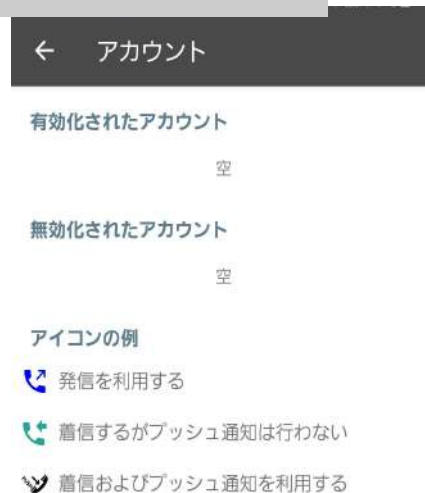 アカウント
有効化されたアカウント
空
無効化されたアカウント
空
アイコンの例
発信を利用する
着信するがプッシュ通知は行わない
着信およびプッシュ通知を利用する